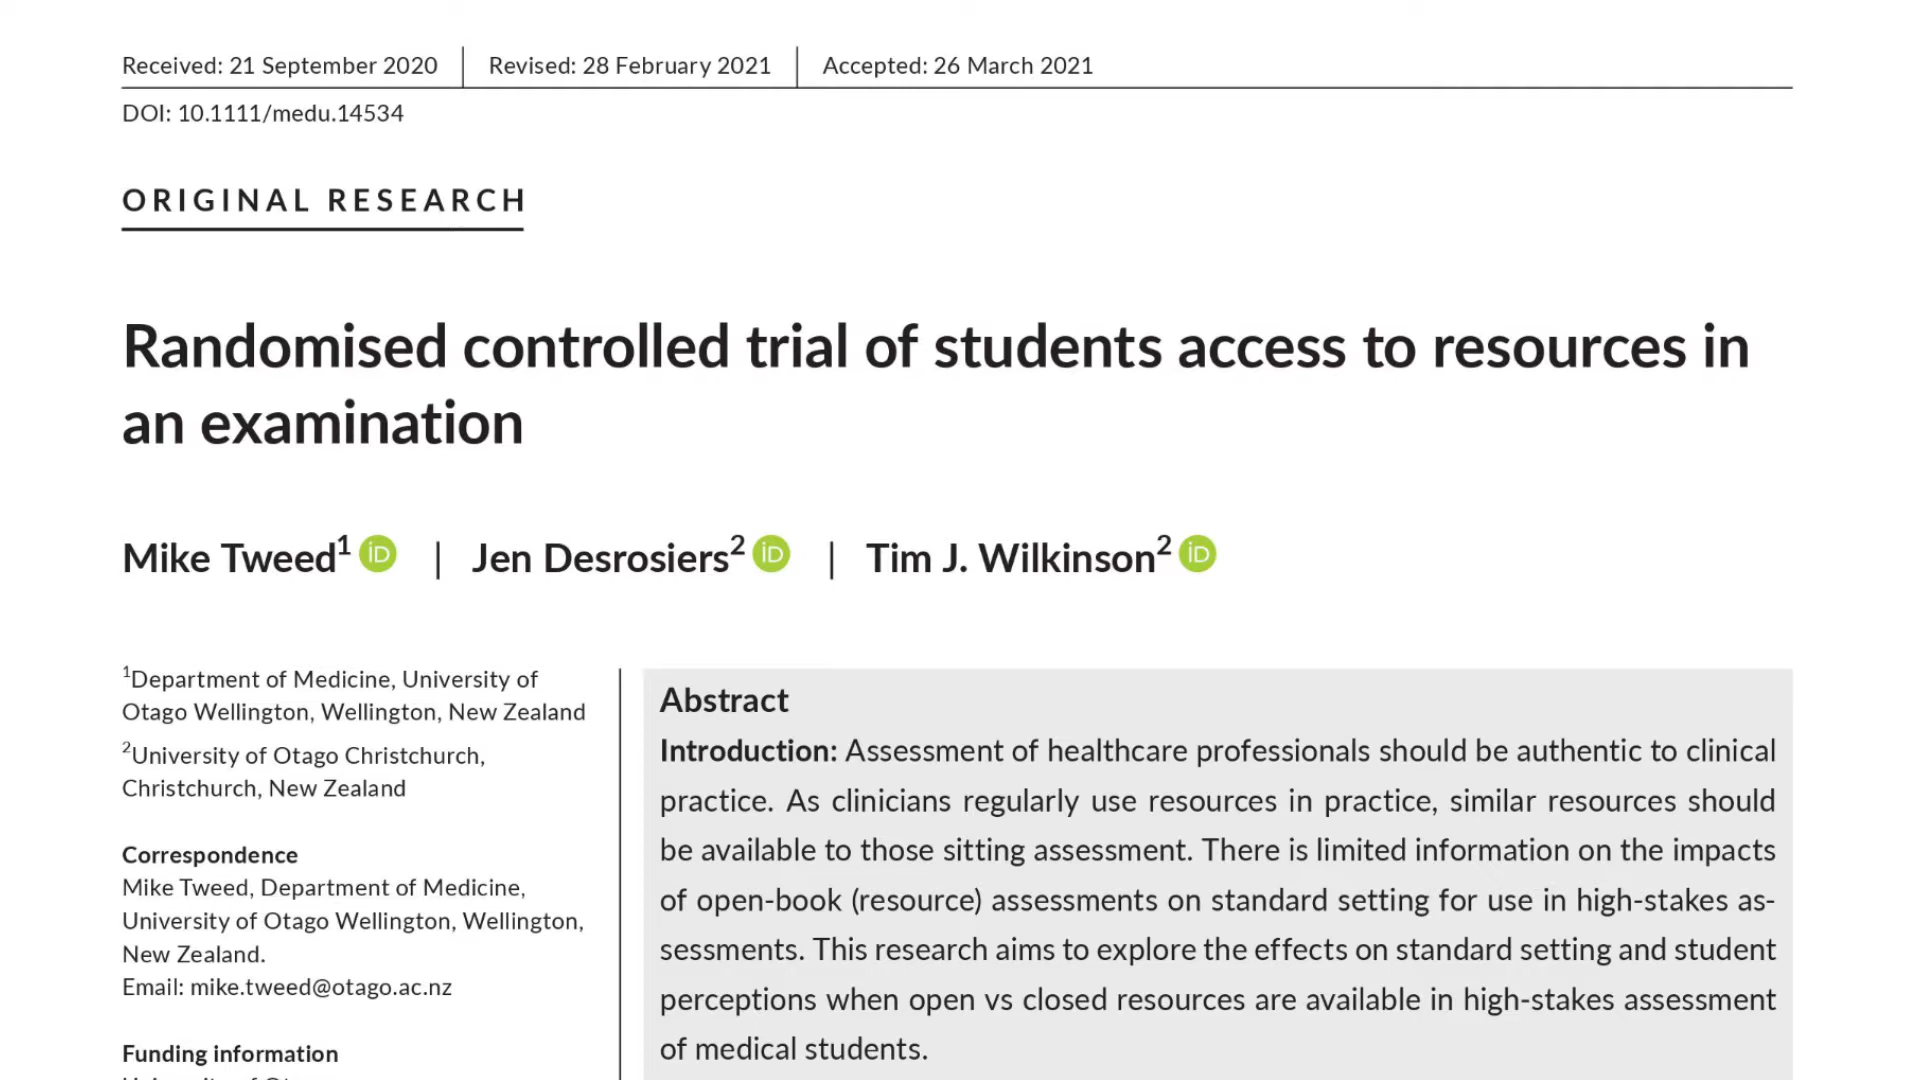 Received: 21 September 2020 | Revised: 28 February 2021 | Accepted: 26 March 2021
DOI: 10.1111/medu.14534
ORIGINAL RESEARCH
Randomised controlled trial of students access to resources in
an examination
Mike Tweed1 iD | Jen Desrosiers2 iD | Tim J. Wilkinson2 iD
1Department of Medicine, University of
Otago Wellington, Wellington, New Zealand
2University of Otago Christchurch,
Christchurch, New Zealand
Correspondence
Mike Tweed, Department of Medicine,
University of Otago Wellington, Wellington,
New Zealand.
Email: mike.tweed@otago.ac.nz
Funding information
Abstract
Introduction: Assessment of healthcare professionals should be authentic to clinical
practice. As clinicians regularly use resources in practice, similar resources should
be available to those sitting assessment. There is limited information on the impacts
of open-book (resource) assessments on standard setting for use in high-stakes as-
sessments. This research aims to explore the effects on standard setting and student
perceptions when open vs closed resources are available in high-stakes assessment
of medical students.